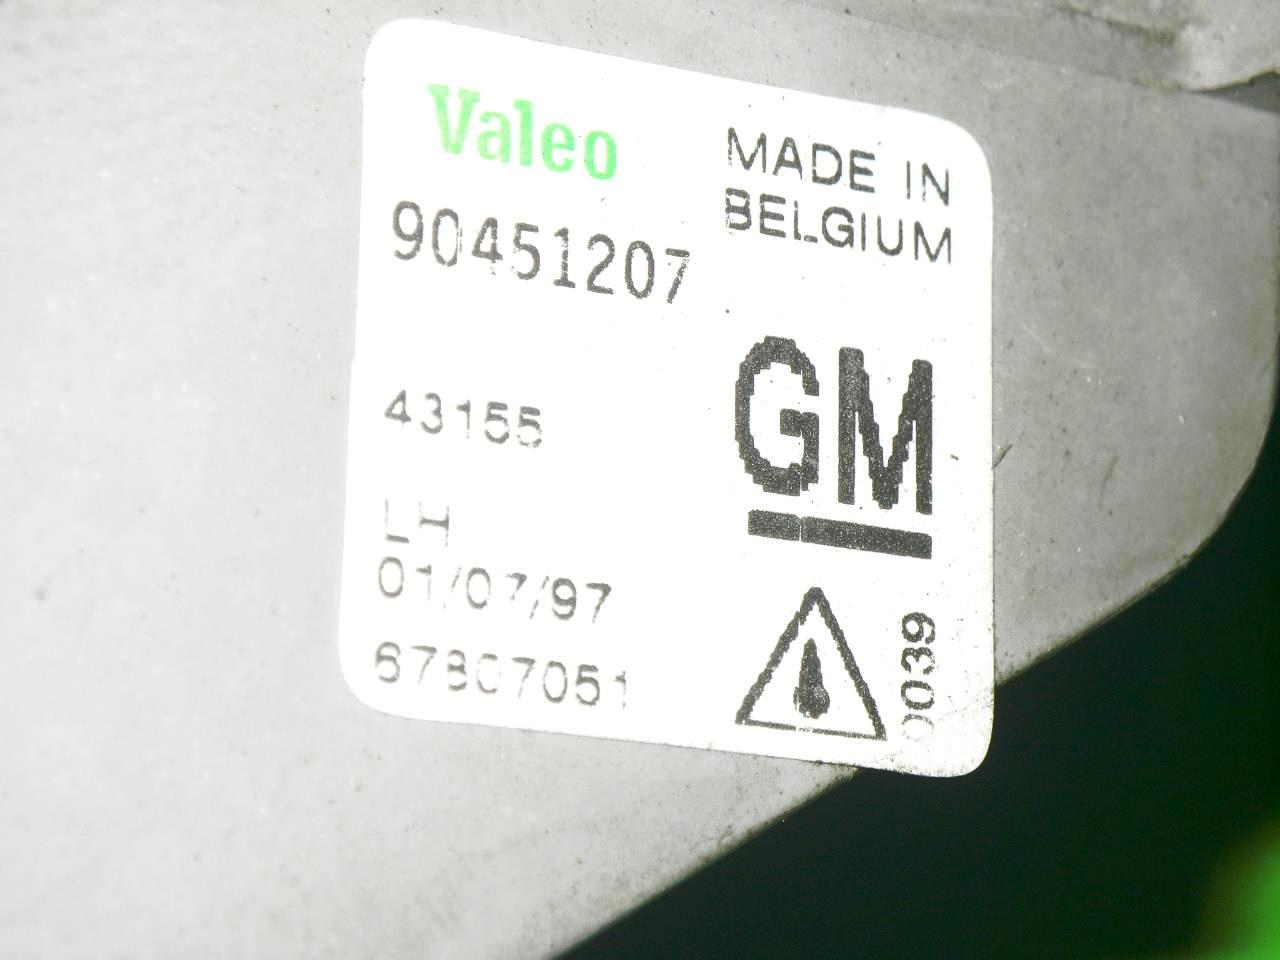 Valeo
MADE IN
BELGIUM
90451207
GM
43155
LH
01/07/97
67807051
0039